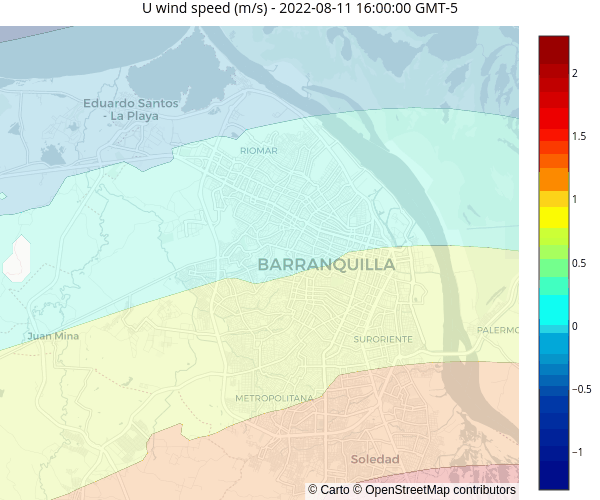 U wind speed (m/s) - 2022-08-11 16:00:00 GMT-5
2
Eduardo Santos
- La Playa
1.5
RIOMAR
1
BARRANQUILLA
0.5
0
PALERMO
Juan Mina
SURORIENTE
−0.5
METROPOLITANA
−1
Soledad
© Carto © OpenStreetMap contributors